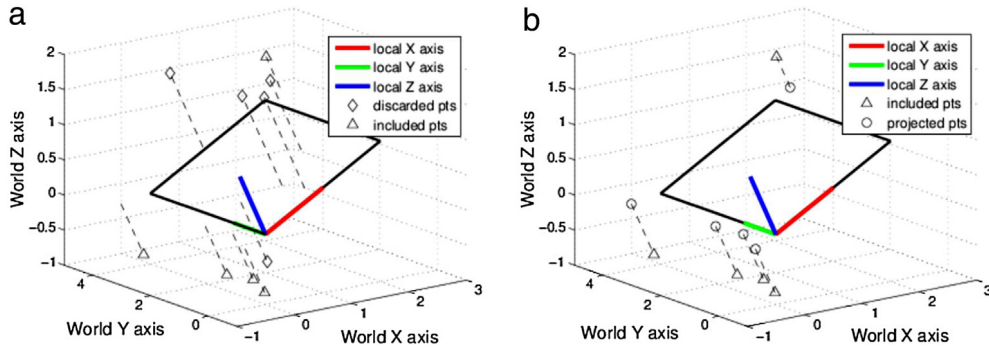 a
local X axis
local Y axis
local Z axis
discarded pts
included pts
World Z axis
2
1.5
1
0.5
0
−0.5
−1
4
2
0
World Y axis
−1
0
1
2
3
World X axis
b
local X axis
local Y axis
local Z axis
included pts
projected pts
World Z axis
2
1.5
1
0.5
0
−0.5
−1
4
2
0
World Y axis
−1
0
1
2
3
World X axis